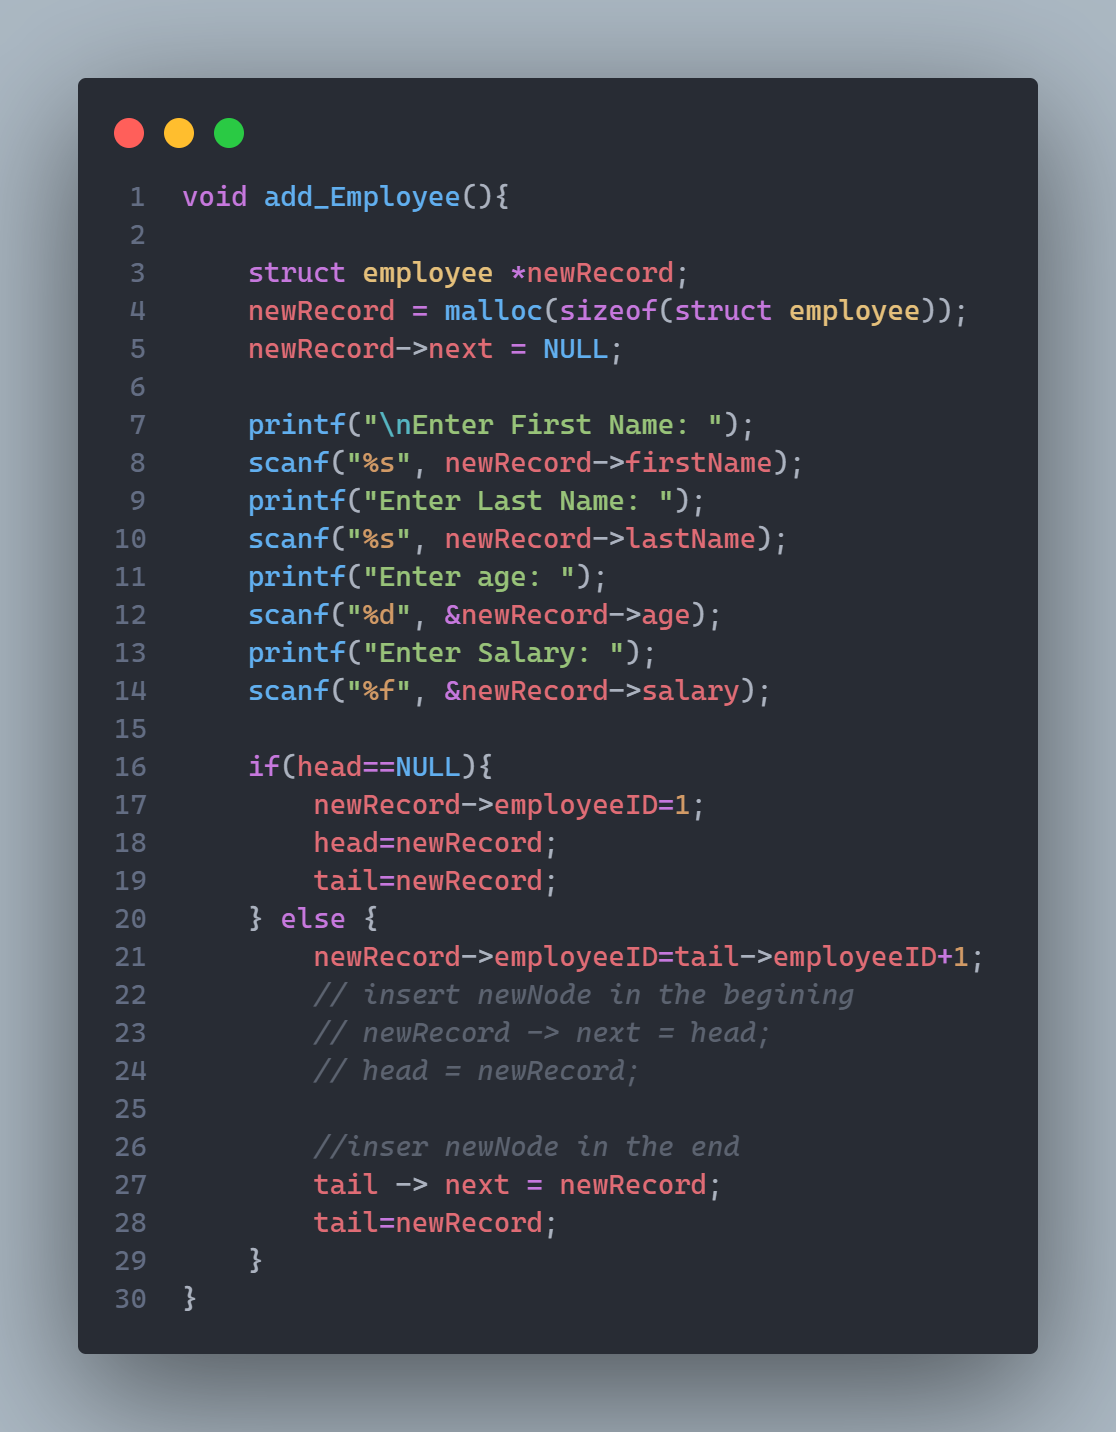 1 void add_Employee(){
2
3     struct employee *newRecord;
4     newRecord = malloc(sizeof(struct employee));
5     newRecord->next = NULL;
6
7     printf("\nEnter First Name: ");
8     scanf("%s", newRecord->firstName);
9     printf("Enter Last Name: ");
10     scanf("%s", newRecord->lastName);
11     printf("Enter age: ");
12     scanf("%d", &newRecord->age);
13     printf("Enter Salary: ");
14     scanf("%f", &newRecord->salary);
15
16     if(head==NULL){
17         newRecord->employeeID=1;
18         head=newRecord;
19         tail=newRecord;
20     } else {
21         newRecord->employeeID=tail->employeeID+1;
22         // insert newNode in the begining
23         // newRecord -> next = head;
24         // head = newRecord;
25
26         //inser newNode in the end
27         tail -> next = newRecord;
28         tail=newRecord;
29     }
30 }